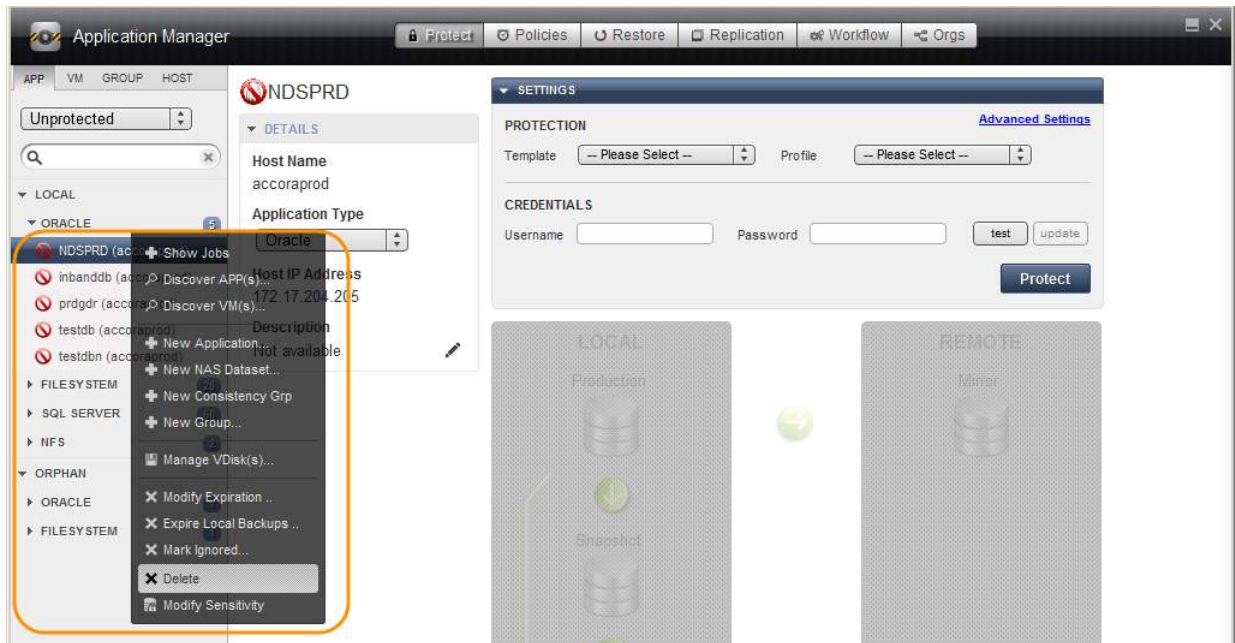 Application Manager
Protect
Policies
Restore
Replication
Workflow
Orgs
APP VM GROUP HOST
Unprotected
LOCAL
ORACLE 5
NDSPRD (acc
inbanddb (a
prdgdr (acco
testdb (accoraprod)
testdbn (accoraprod)
FILESYSTEM
SQL SERVER
NFS 2
ORPHAN
ORACLE
FILESYSTEM
Show Jobs
Discover APP(s)...
Discover VM(s)...
New Application...
New NAS Dataset...
New Consistency Grp
New Group...
Manage VDisk(s)...
Modify Expiration ..
Expire Local Backups ..
Mark Ignored...
Delete
Modify Sensitivity
NDSPRD
DETAILS
Host Name
accoraprod
Application Type
Oracle
Host IP Address
172.17.204.205
Description
Not available
SETTINGS
PROTECTION
Advanced Settings
Template -- Please Select -- Profile -- Please Select --
CREDENTIALS
Username Password test update
Protect
LOCAL
Production
Snapshot
REMOTE
Mirror